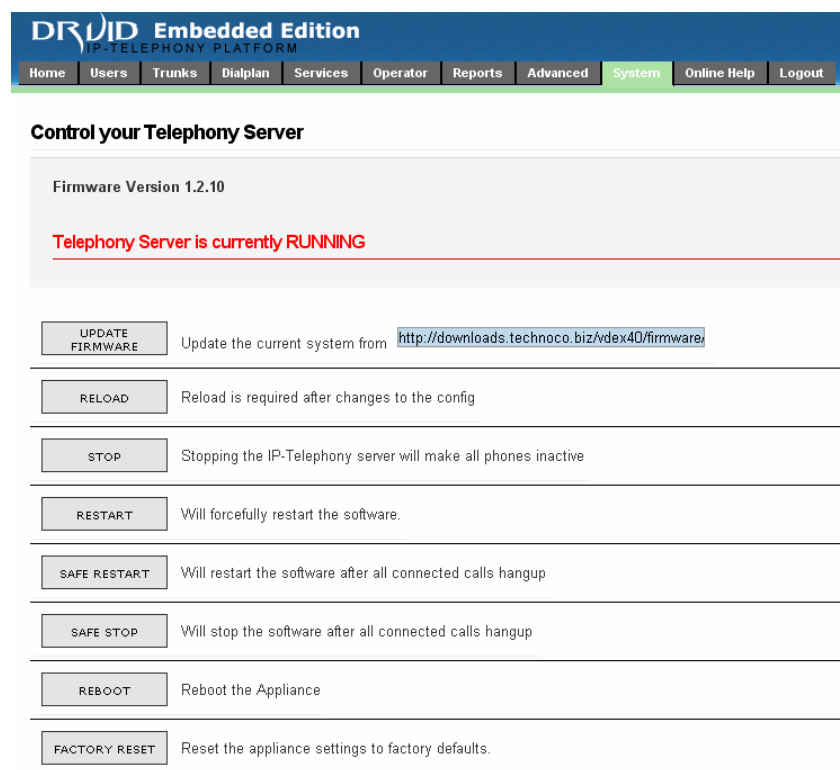 DRUID Embedded Edition
IP-TELEPHONY PLATFORM
Home Users Trunks Dialplan Services Operator Reports Advanced System Online Help Logout
Control your Telephony Server
Firmware Version 1.2.10
Telephony Server is currently RUNNING
UPDATE FIRMWARE Update the current system from http://downloads.technoco.biz/vdex40/firmware/
RELOAD Reload is required after changes to the config
STOP Stopping the IP-Telephony server will make all phones inactive
RESTART Will forcefully restart the software.
SAFE RESTART Will restart the software after all connected calls hangup
SAFE STOP Will stop the software after all connected calls hangup
REBOOT Reboot the Appliance
FACTORY RESET Reset the appliance settings to factory defaults.